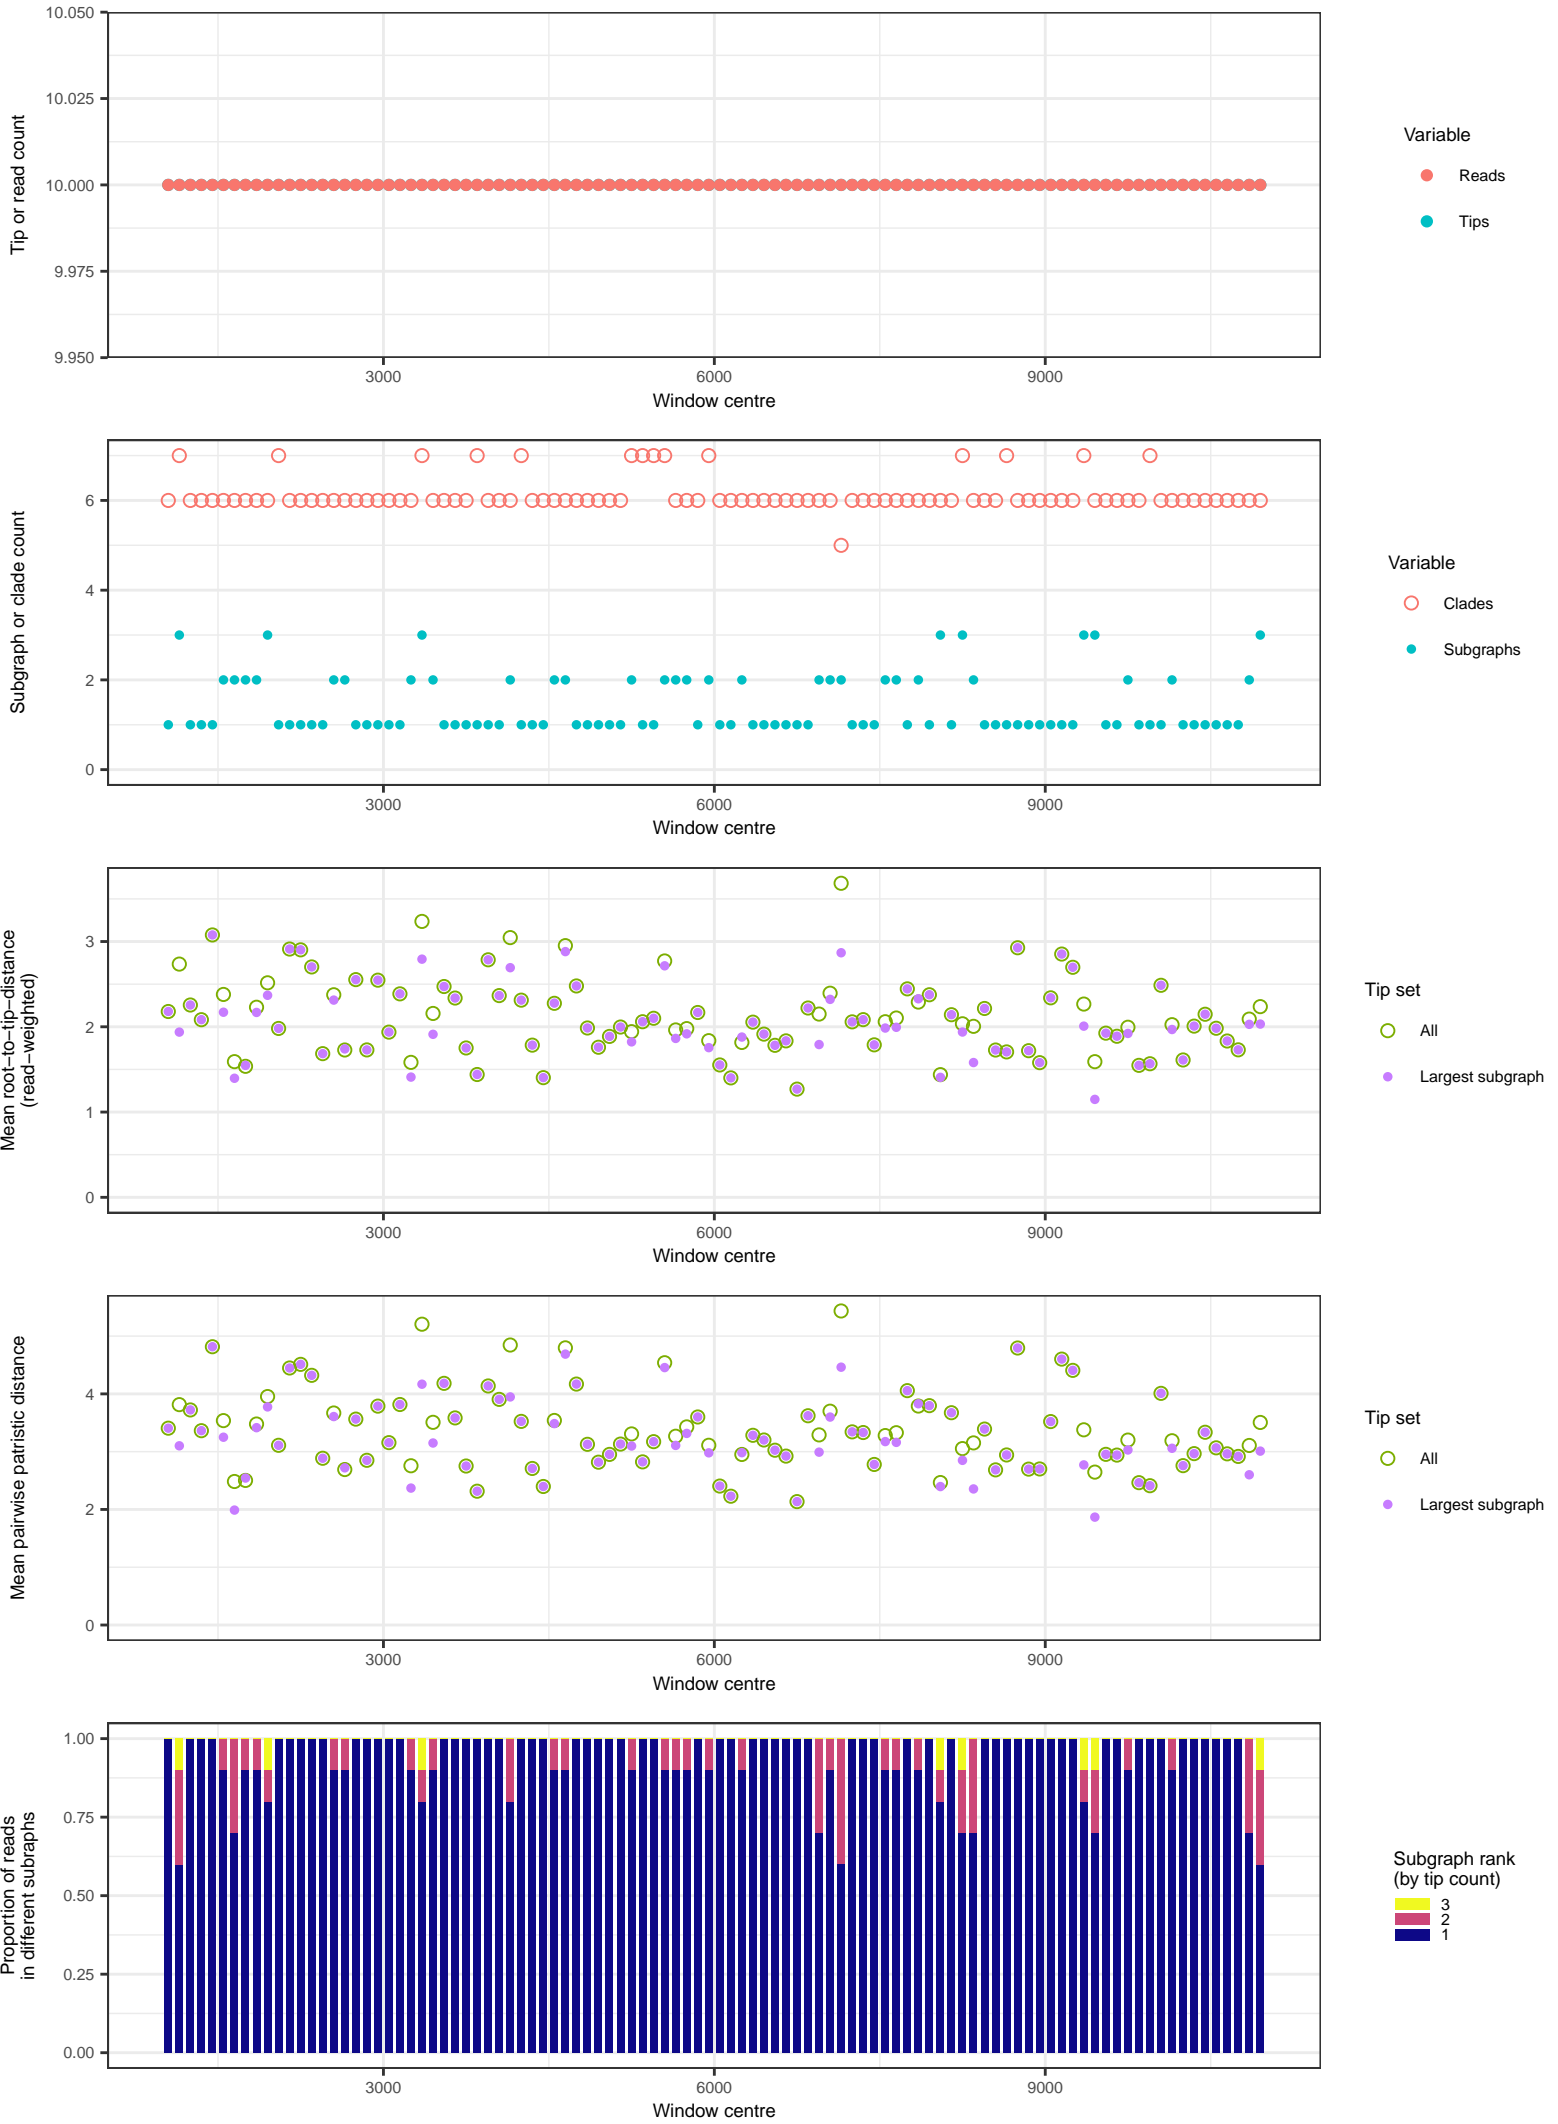 10.050
10.025
10.000
9.975
9.950
Tip or read count
3000
6000
9000
Window centre
Variable
Reads
Tips
6
4
2
0
Subgraph or clade count
3000
6000
9000
Window centre
Variable
Clades
Subgraphs
3
2
1
0
Mean root−to−tip−distance
(read−weighted)
3000
6000
9000
Window centre
Tip set
All
Largest subgraph
4
2
0
Mean pairwise patristic distance
3000
6000
9000
Window centre
Tip set
All
Largest subgraph
1.00
0.75
0.50
0.25
0.00
Proportion of reads
in different subraphs
3000
6000
9000
Window centre
Subgraph rank
(by tip count)
3
2
1